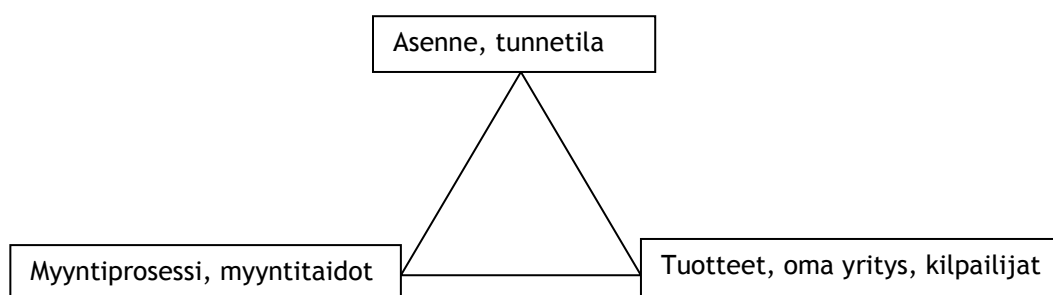 Asenne, tunnetila
Myyntiprosessi, myyntitaidot
Tuotteet, oma yritys, kilpailijat